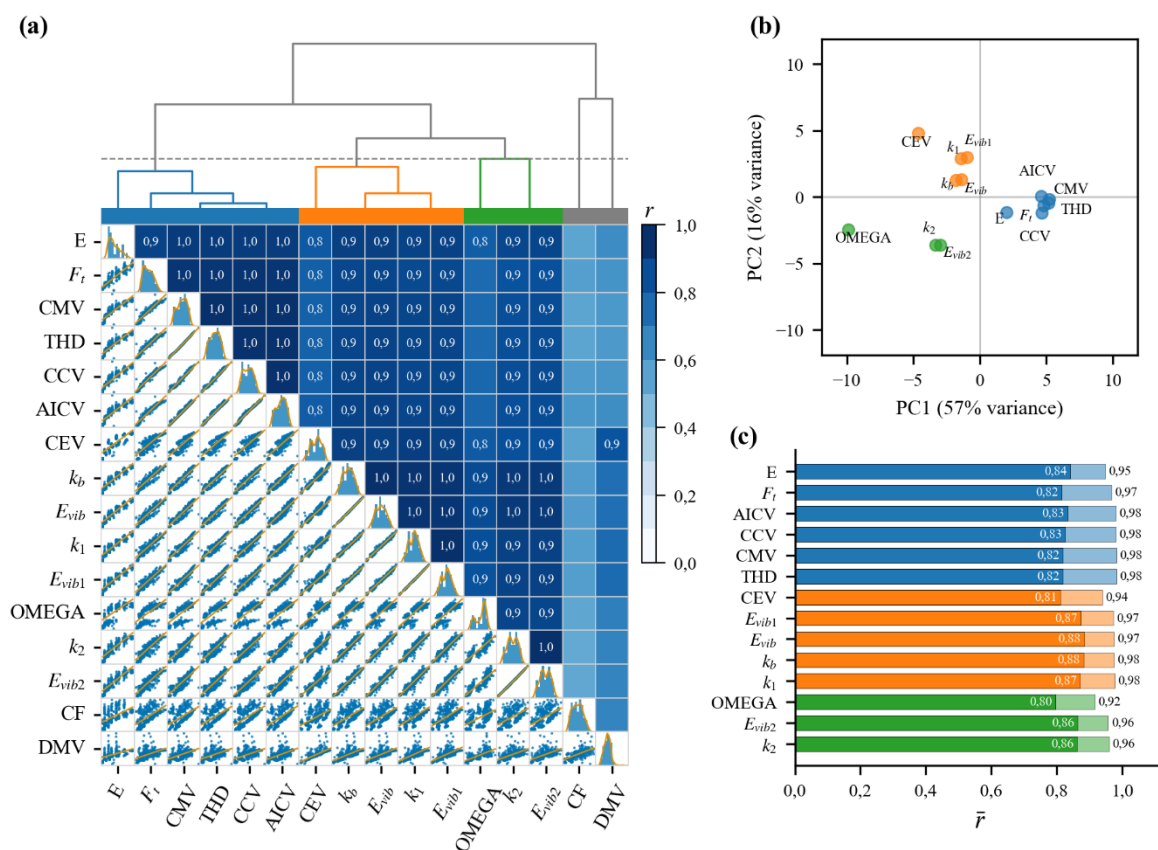 (a)
r
E 0,9 1,0 1,0 1,0 1,0 0,8 0,9 0,9 0,9 0,9 0,8 0,9 0,9
Ft 1,0 1,0 1,0 1,0 0,8 0,9 0,9 0,9 0,9 0,9 0,9
CMV 1,0 1,0 1,0 0,8 0,9 0,9 0,9 0,9 0,9 0,9
THD 1,0 1,0 0,8 0,9 0,9 0,9 0,9 0,9 0,9
CCV 1,0 0,8 0,9 0,9 0,9 0,9 0,9 0,9
AICV 0,8 0,9 0,9 0,9 0,9 0,9 0,9
CEV 0,9 0,9 0,9 0,9 0,8 0,9 0,9 0,9
kb 1,0 1,0 1,0 0,9 1,0 1,0
Evib 1,0 1,0 0,9 1,0 1,0
k1 1,0 0,9 0,9 0,9
Evib1 0,9 0,9 0,9
OMEGA 0,9 0,9
k2 1,0
Evib2
CF
DMV
E Ft CMV THD CCV AICV CEV kb Evib k1 Evib1 OMEGA k2 Evib2 CF DMV
1,0
0,8
0,6
0,4
0,2
0,0
(b)
PC2 (16% variance)
10
5
0
−5
−10
CEV
k1 Evib1
kb Evib
AICV
CMV
THD
E Ft
CCV
OMEGA
k2
Evib2
−10 −5 0 5 10
PC1 (57% variance)
(c)
E 0,84 0,95
Ft 0,82 0,97
AICV 0,83 0,98
CCV 0,83 0,98
CMV 0,82 0,98
THD 0,82 0,98
CEV 0,81 0,94
Evib1 0,87 0,97
Evib 0,88 0,97
kb 0,88 0,98
k1 0,87 0,98
OMEGA 0,80 0,92
Evib2 0,86 0,96
k2 0,86 0,96
0,0 0,2 0,4 0,6 0,8 1,0
r̄